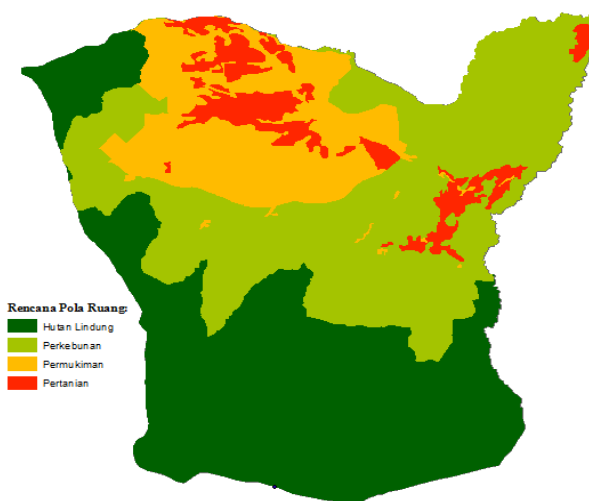 Rencana Pola Ruang:
Hutan Lindung
Perkebunan
Permukiman
Pertanian